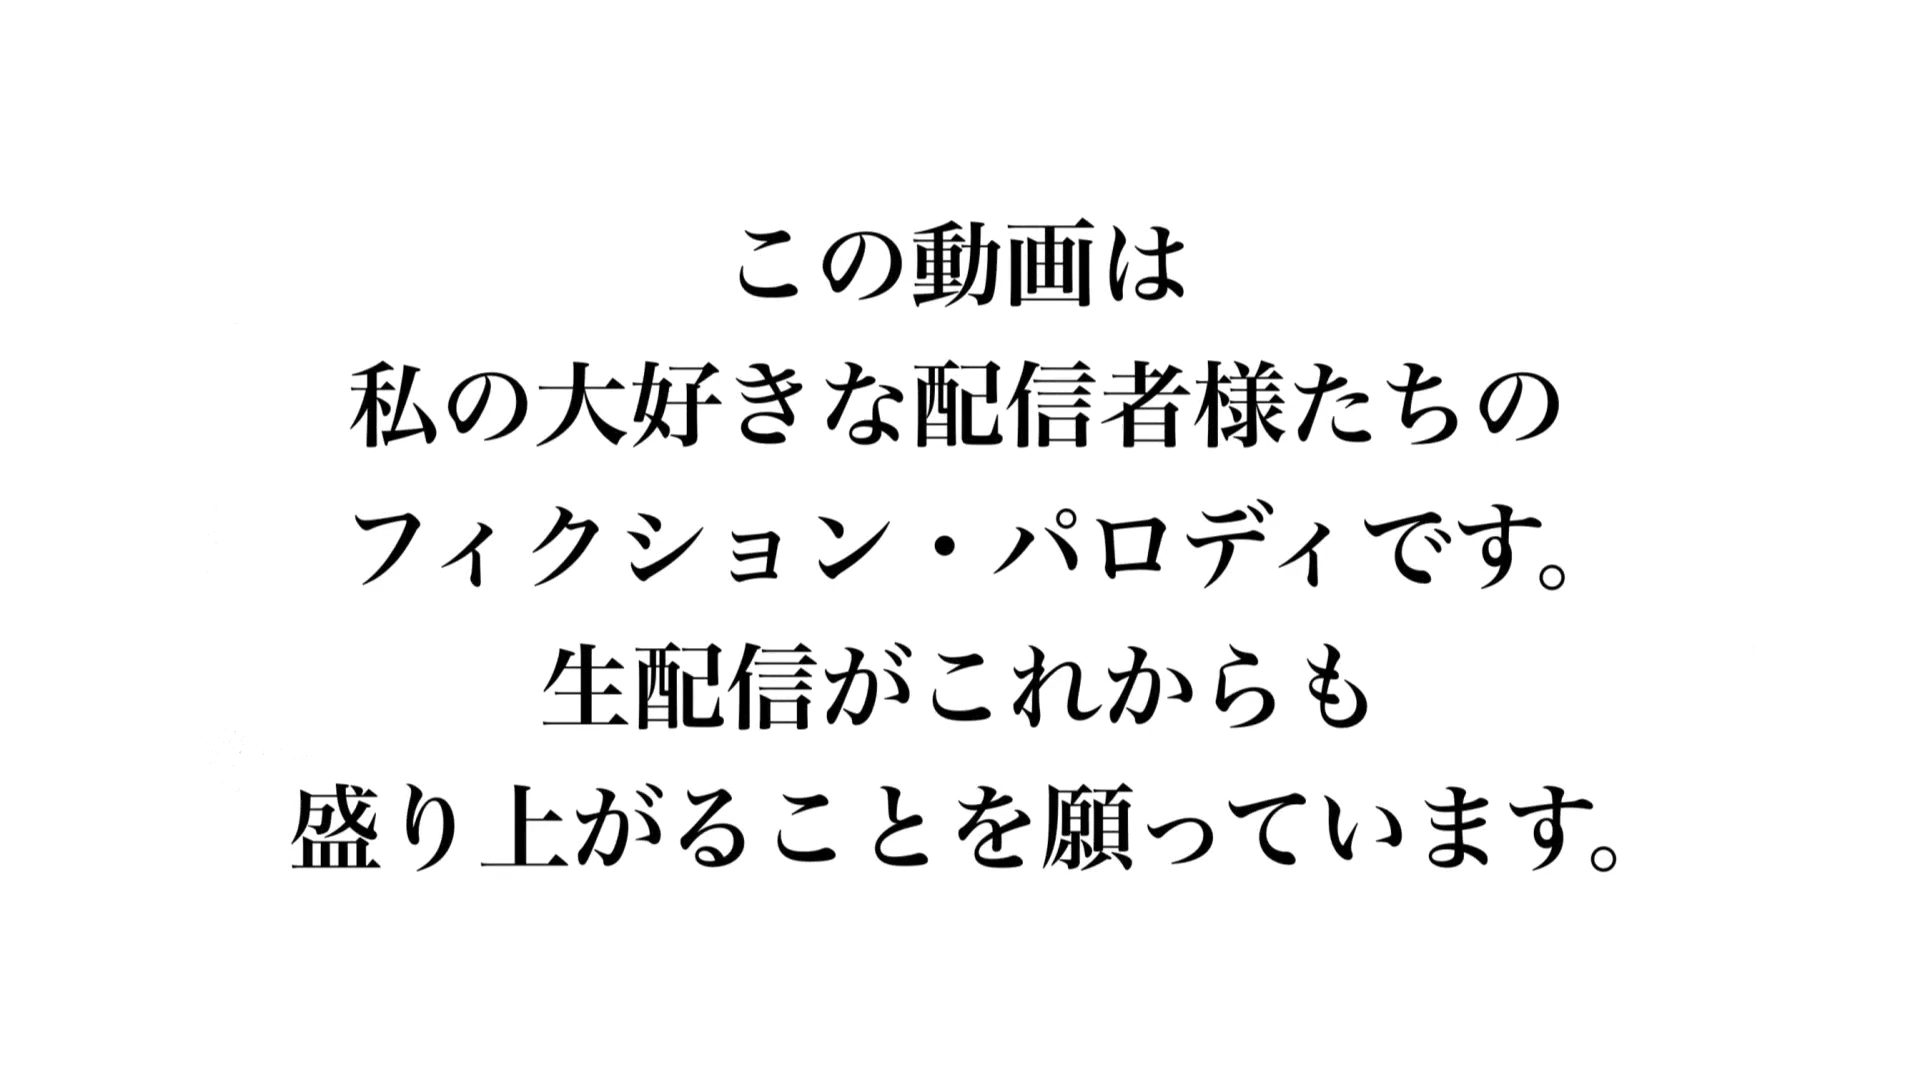 この動画は
私の大好きな配信者様たちの
フィクション・パロディです。
生配信がこれからも
盛り上がることを願っています。